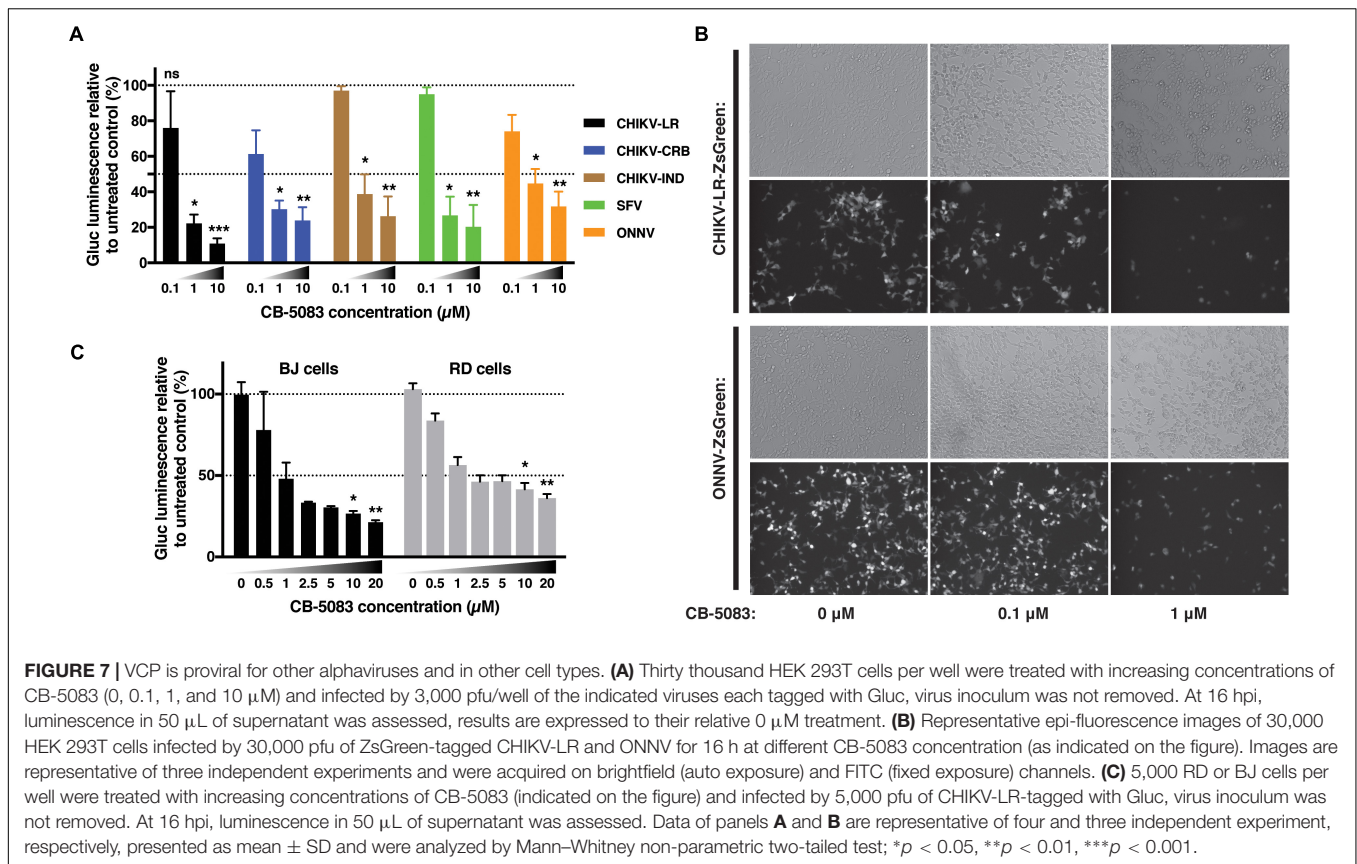 A
Gluc luminescence relative
to untreated control (%)
100
80
60
40
20
0
ns
*
***
*
**
*
**
*
**
*
**
0.1 1 10 0.1 1 10 0.1 1 10 0.1 1 10 0.1 1 10
CB-5083 concentration (µM)
CHIKV-LR
CHIKV-CRB
CHIKV-IND
SFV
ONNV
B
CHIKV-LR-ZsGreen:
ONNV-ZsGreen:
CB-5083: 0 µM 0.1 µM 1 µM
C
Gluc luminescence relative
to untreated control (%)
100
50
0
BJ cells RD cells
*
**
*
**
0 0.5 1 2.5 5 10 20 0 0.5 1 2.5 5 10 20
CB-5083 concentration (µM)
FIGURE 7 | VCP is proviral for other alphaviruses and in other cell types. (A) Thirty thousand HEK 293T cells per well were treated with increasing concentrations of
CB-5083 (0, 0.1, 1, and 10 μM) and infected by 3,000 pfu/well of the indicated viruses each tagged with Gluc, virus inoculum was not removed. At 16 hpi,
luminescence in 50 μL of supernatant was assessed, results are expressed to their relative 0 μM treatment. (B) Representative epi-fluorescence images of 30,000
HEK 293T cells infected by 30,000 pfu of ZsGreen-tagged CHIKV-LR and ONNV for 16 h at different CB-5083 concentration (as indicated on the figure). Images are
representative of three independent experiments and were acquired on brightfield (auto exposure) and FITC (fixed exposure) channels. (C) 5,000 RD or BJ cells per
well were treated with increasing concentrations of CB-5083 (indicated on the figure) and infected by 5,000 pfu of CHIKV-LR-tagged with Gluc, virus inoculum was
not removed. At 16 hpi, luminescence in 50 μL of supernatant was assessed. Data of panels A and B are representative of four and three independent experiment,
respectively, presented as mean ± SD and were analyzed by Mann–Whitney non-parametric two-tailed test; *p < 0.05, **p < 0.01, ***p < 0.001.